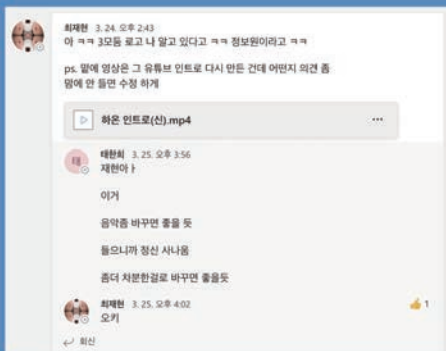 최재현 3. 24. 오후 2:43
아 ㅋㅋ 3모둠 로고 나 알고 있다고 ㅋㅋ 정보원이라고 ㅋㅋ
ps. 밑에 영상은 그 유튜브 인트로 다시 만든 건데 어떤지 의견 좀
맘에 안 들면 수정 하게
하온 인트로(신).mp4
태
태한희 3. 25. 오후 3:56
재현아ㅏ
이거
음악좀 바꾸면 좋을 듯
들으니까 정신 사나움
좀더 차분한걸로 바꾸면 좋을듯
최재현 3. 25. 오후 4:02
👍 1
오키
회신